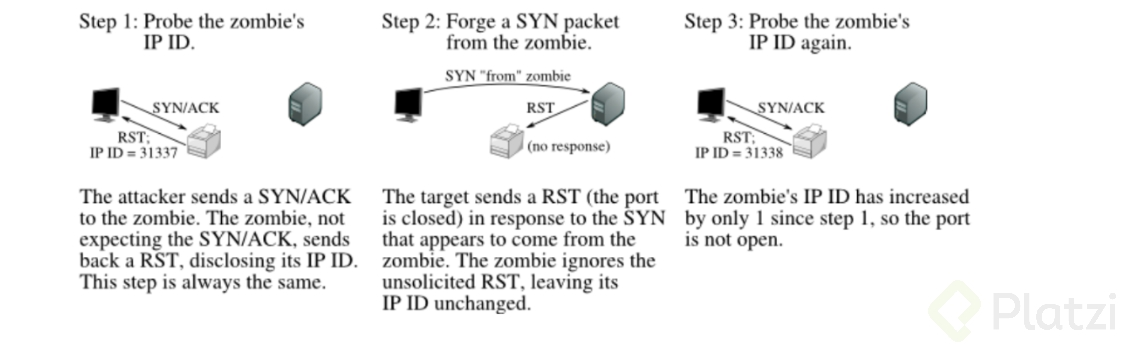 Step 1: Probe the zombie's
IP ID.
SYN/ACK
RST;
IP ID = 31337
The attacker sends a SYN/ACK
to the zombie. The zombie, not
expecting the SYN/ACK, sends
back a RST, disclosing its IP ID.
This step is always the same.
Step 2: Forge a SYN packet
from the zombie.
SYN "from" zombie
RST
(no response)
The target sends a RST (the port
is closed) in response to the SYN
that appears to come from the
zombie. The zombie ignores the
unsolicited RST, leaving its
IP ID unchanged.
Step 3: Probe the zombie's
IP ID again.
SYN/ACK
RST;
IP ID = 31338
The zombie's IP ID has increased
by only 1 since step 1, so the port
is not open.
Platzi